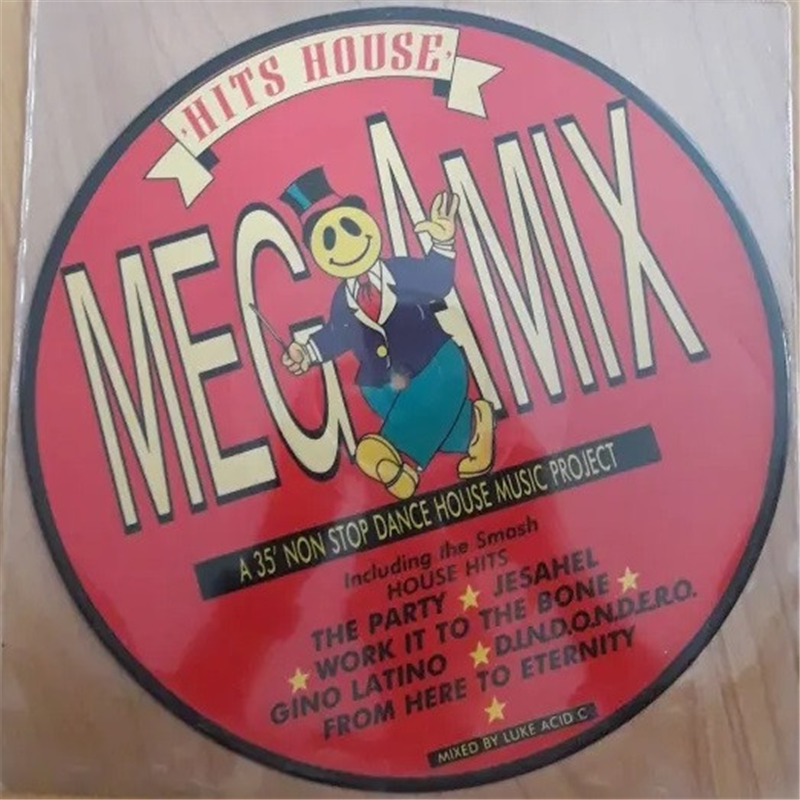 'HITS HOUSE'
MEGAMIX
A 35' NON STOP DANCE HOUSE MUSIC PROJECT
Including the Smash
HOUSE HITS
THE PARTY ★ JESAHEL
★ WORK IT TO THE BONE ★
GINO LATINO ★ D.I.N.D.O.N.D.E.R.O.
FROM HERE TO ETERNITY
★
MIXED BY LUKE ACID C.